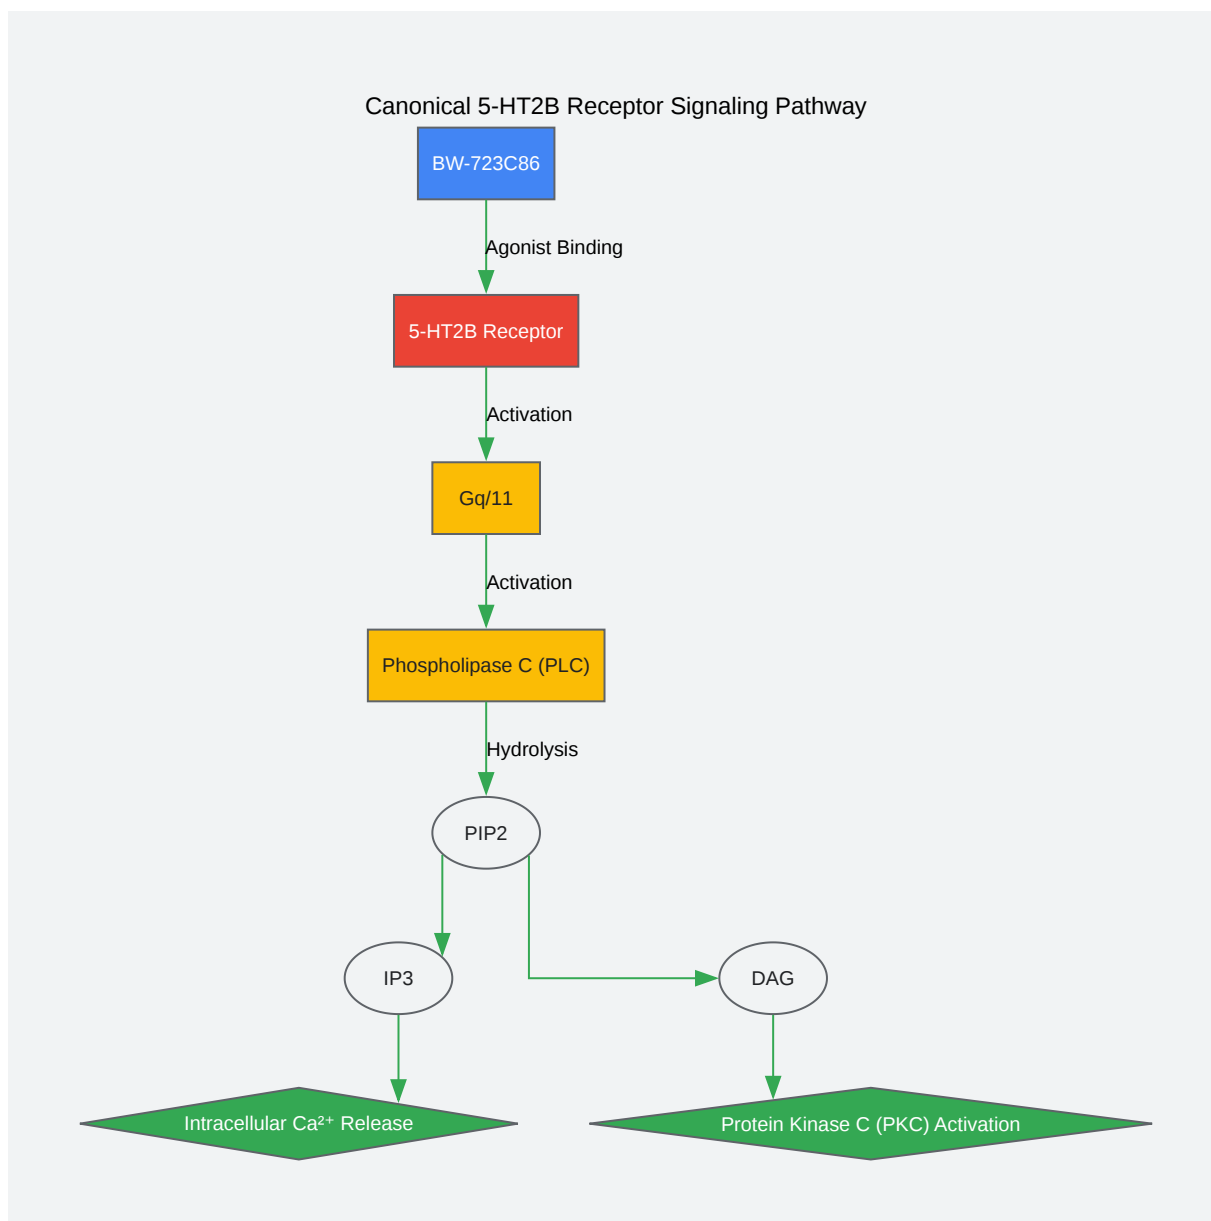 Canonical 5-HT2B Receptor Signaling Pathway
BW-723C86
Agonist Binding
5-HT2B Receptor
Activation
Gq/11
Activation
Phospholipase C (PLC)
Hydrolysis
PIP2
IP3
DAG
Intracellular Ca²⁺ Release
Protein Kinase C (PKC) Activation